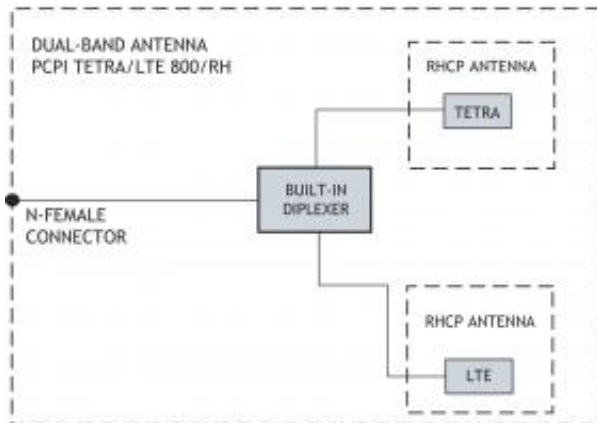 DUAL-BAND ANTENNA
PCPI TETRA/LTE 800/RH
RHCP ANTENNA
TETRA
BUILT-IN
DIPLEXER
N-FEMALE
CONNECTOR
RHCP ANTENNA
LTE